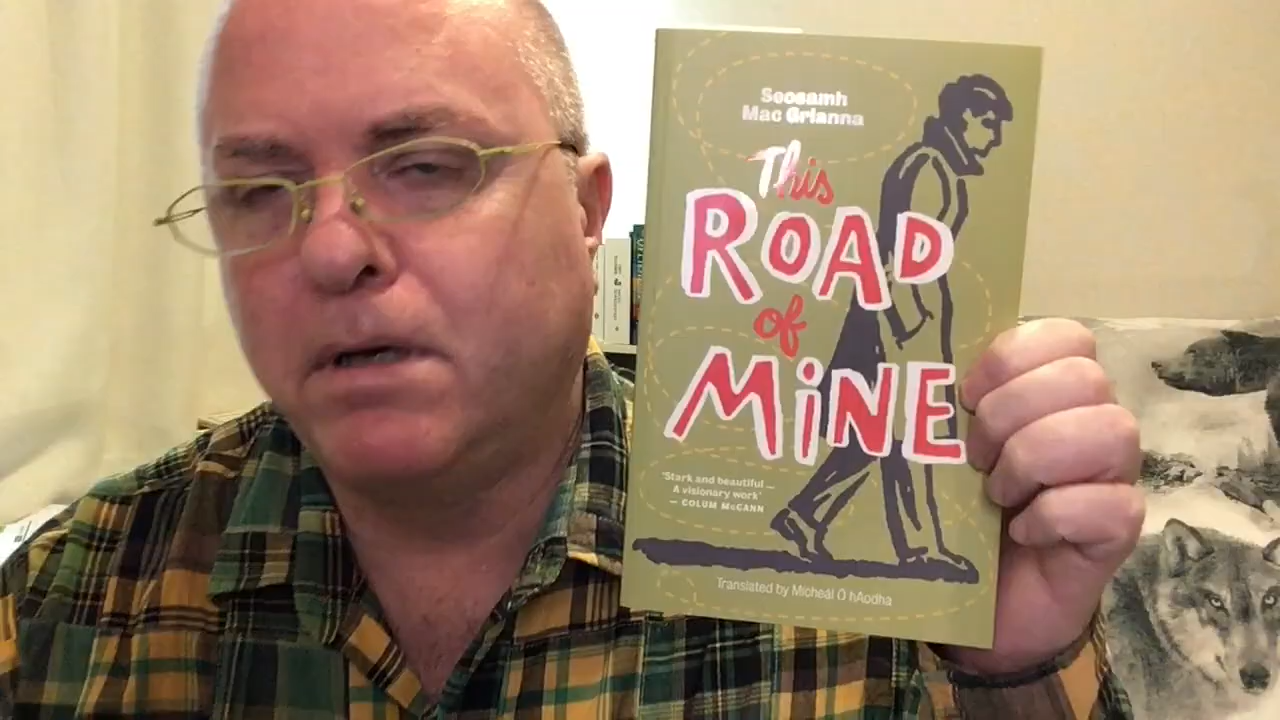 Seosamh
Mac Grianna
This
ROAD
of
MiNE
'Stark and beautiful —
A visionary work'
— COLUM McCANN
Translated by Mícheál Ó hAodha